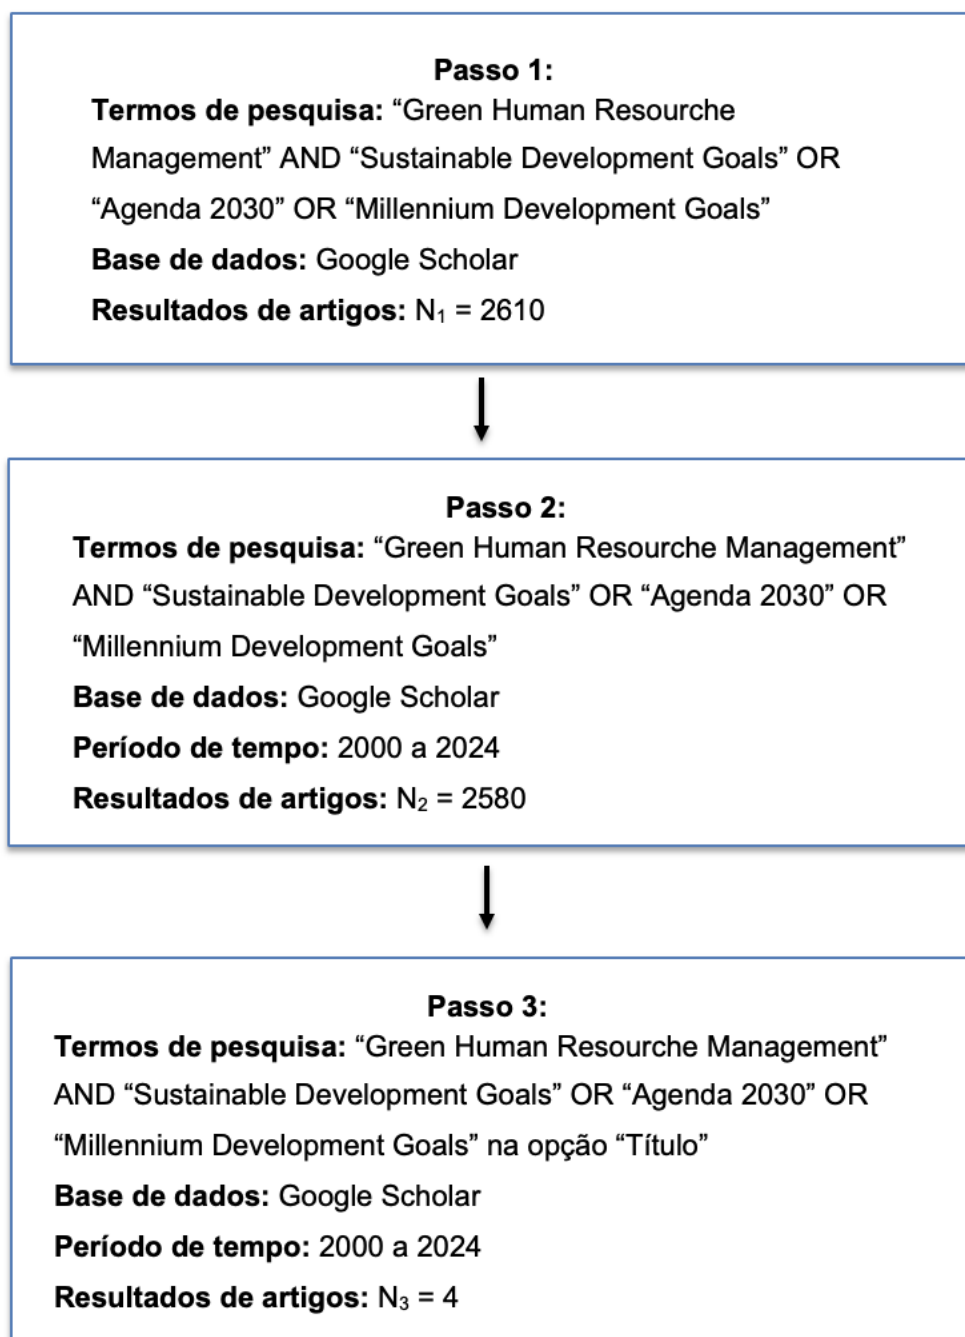 Passo 1:
Termos de pesquisa: “Green Human Resourche
Management” AND “Sustainable Development Goals” OR
“Agenda 2030” OR “Millennium Development Goals”
Base de dados: Google Scholar
Resultados de artigos: N₁ = 2610
Passo 2:
Termos de pesquisa: “Green Human Resourche Management”
AND “Sustainable Development Goals” OR “Agenda 2030” OR
“Millennium Development Goals”
Base de dados: Google Scholar
Período de tempo: 2000 a 2024
Resultados de artigos: N₂ = 2580
Passo 3:
Termos de pesquisa: “Green Human Resourche Management”
AND “Sustainable Development Goals” OR “Agenda 2030” OR
“Millennium Development Goals” na opção “Título”
Base de dados: Google Scholar
Período de tempo: 2000 a 2024
Resultados de artigos: N₃ = 4